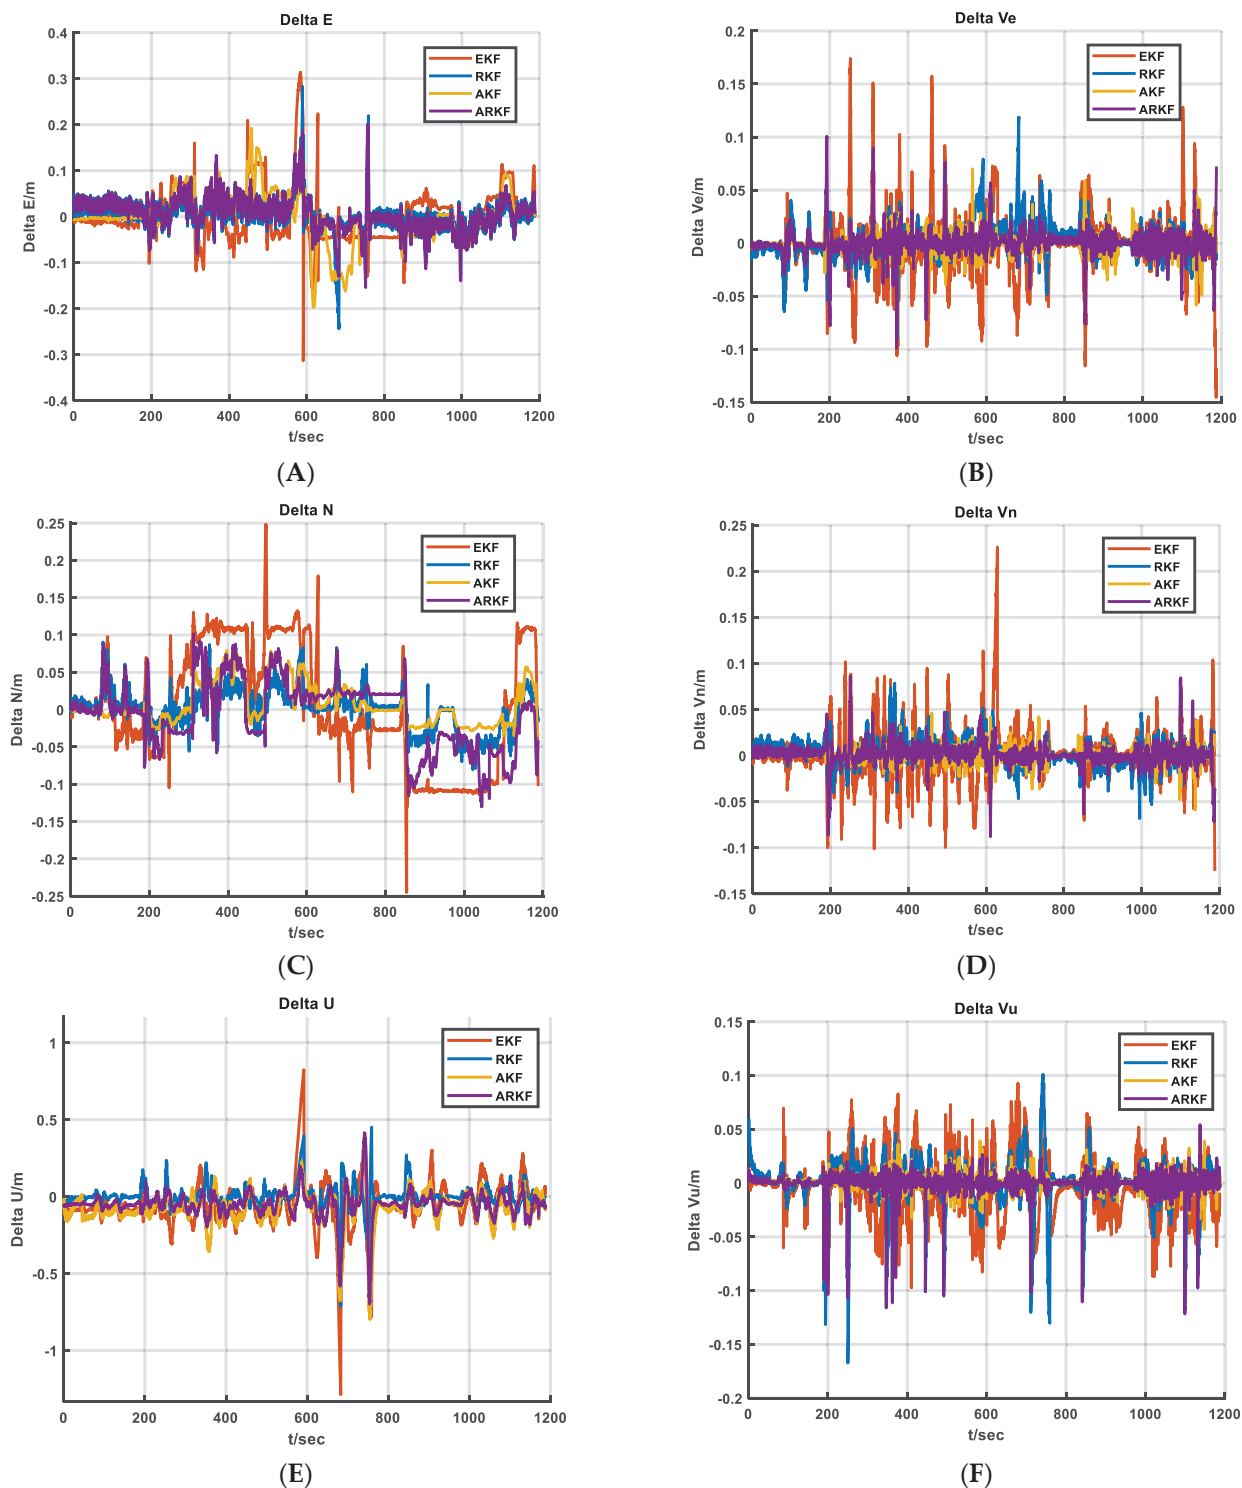 Delta E
0.4
0.3
0.2
0.1
0
-0.1
-0.2
-0.3
-0.4
Delta E/m
EKF
RKF
AKF
ARKF
0 200 400 600 800 1000 1200
t/sec
(A)
Delta Ve
0.2
0.15
0.1
0.05
0
-0.05
-0.1
-0.15
Delta Ve/m
EKF
RKF
AKF
ARKF
0 200 400 600 800 1000 1200
t/sec
(B)
Delta N
0.25
0.2
0.15
0.1
0.05
0
-0.05
-0.1
-0.15
-0.2
-0.25
Delta N/m
EKF
RKF
AKF
ARKF
0 200 400 600 800 1000 1200
t/sec
(C)
Delta Vn
0.25
0.2
0.15
0.1
0.05
0
-0.05
-0.1
-0.15
Delta Vn/m
EKF
RKF
AKF
ARKF
0 200 400 600 800 1000 1200
t/sec
(D)
Delta U
1
0.5
0
-0.5
-1
Delta U/m
EKF
RKF
AKF
ARKF
0 200 400 600 800 1000 1200
t/sec
(E)
Delta Vu
0.15
0.1
0.05
0
-0.05
-0.1
-0.15
-0.2
Delta Vu/m
EKF
RKF
AKF
ARKF
0 200 400 600 800 1000 1200
t/sec
(F)